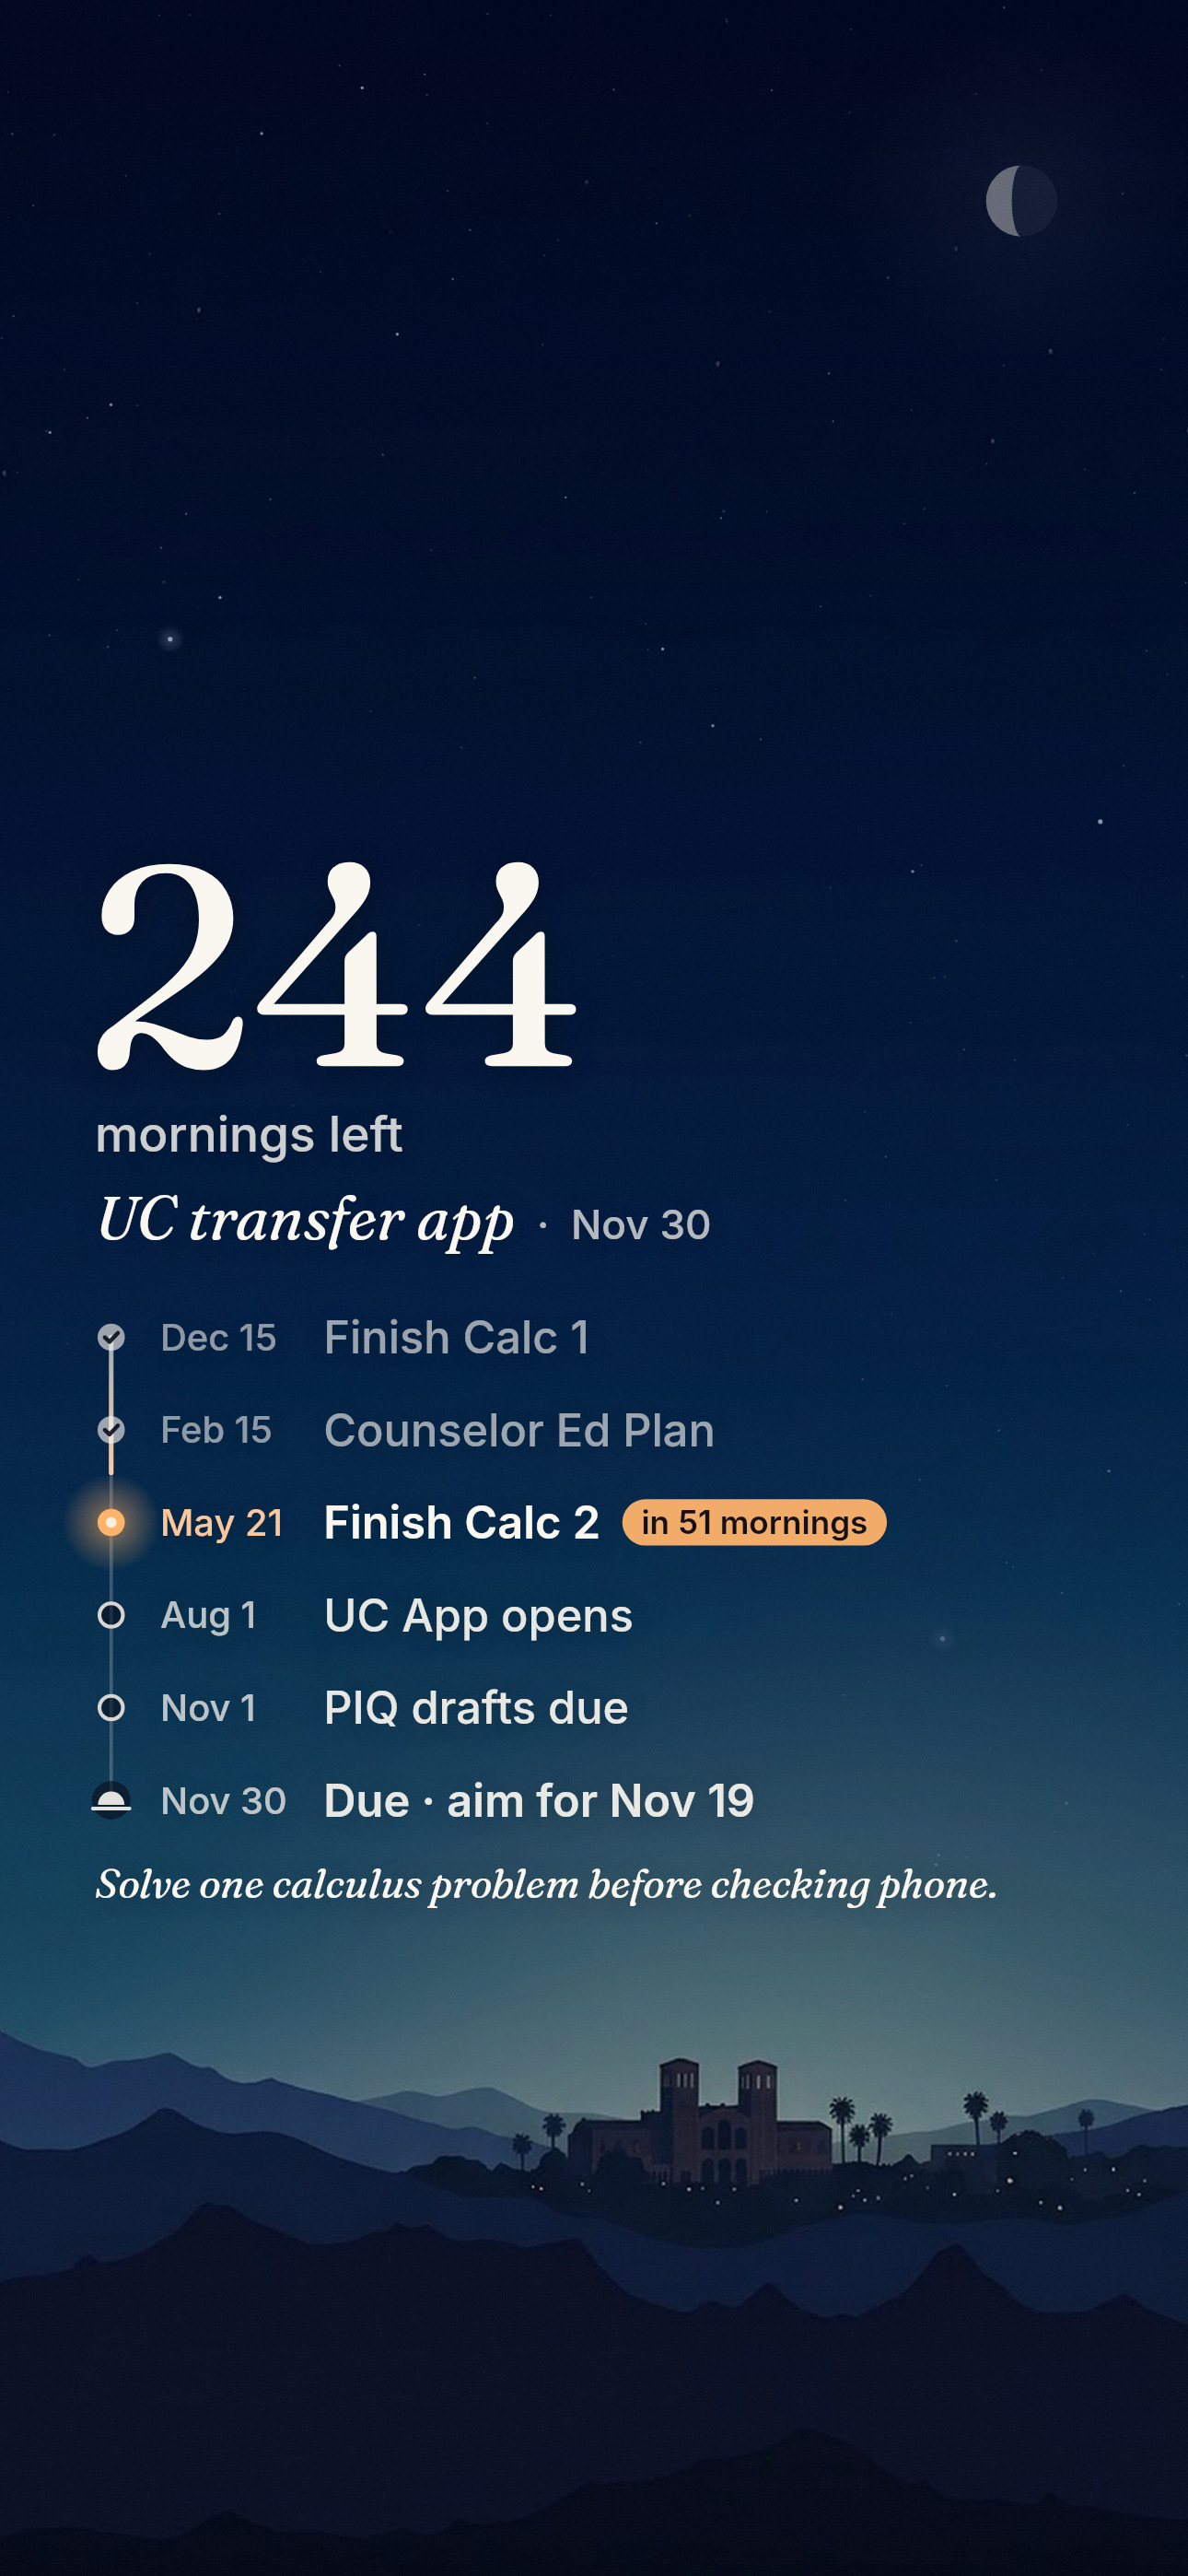 244
mornings left
UC transfer app · Nov 30
Dec 15 Finish Calc 1
Feb 15 Counselor Ed Plan
May 21 Finish Calc 2 in 51 mornings
Aug 1 UC App opens
Nov 1 PIQ drafts due
Nov 30 Due · aim for Nov 19
Solve one calculus problem before checking phone.